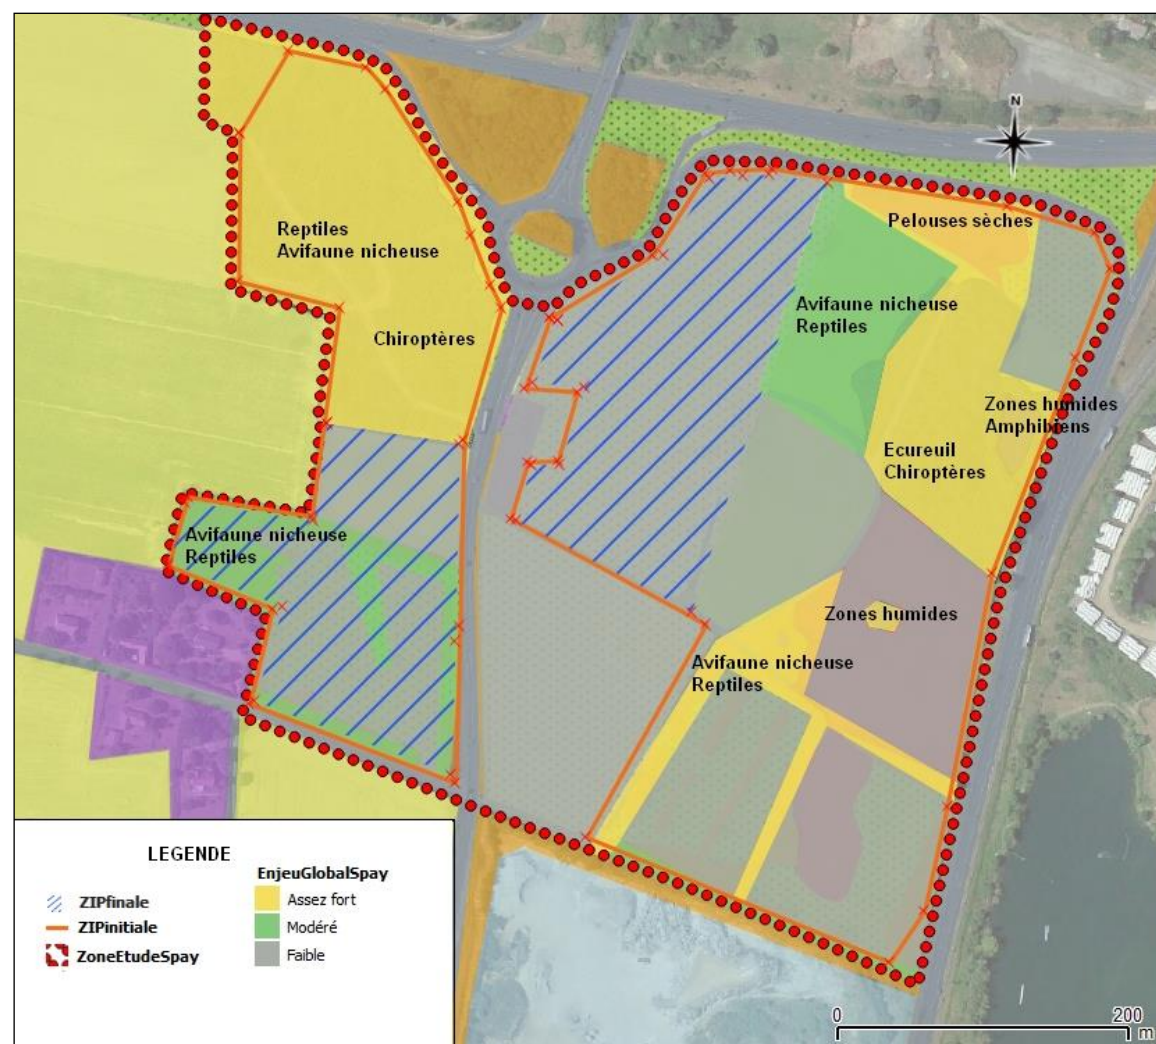 N
Pelouses sèches
Reptiles
Avifaune nicheuse
Avifaune nicheuse
Reptiles
Chiroptères
Zones humides
Amphibiens
Ecureuil
Chiroptères
Avifaune nicheuse
Reptiles
Zones humides
Avifaune nicheuse
Reptiles
LEGENDE
ZIPfinale
ZIPinitiale
ZoneEtudeSpay
EnjeuGlobalSpay
Assez fort
Modéré
Faible
0 200
m